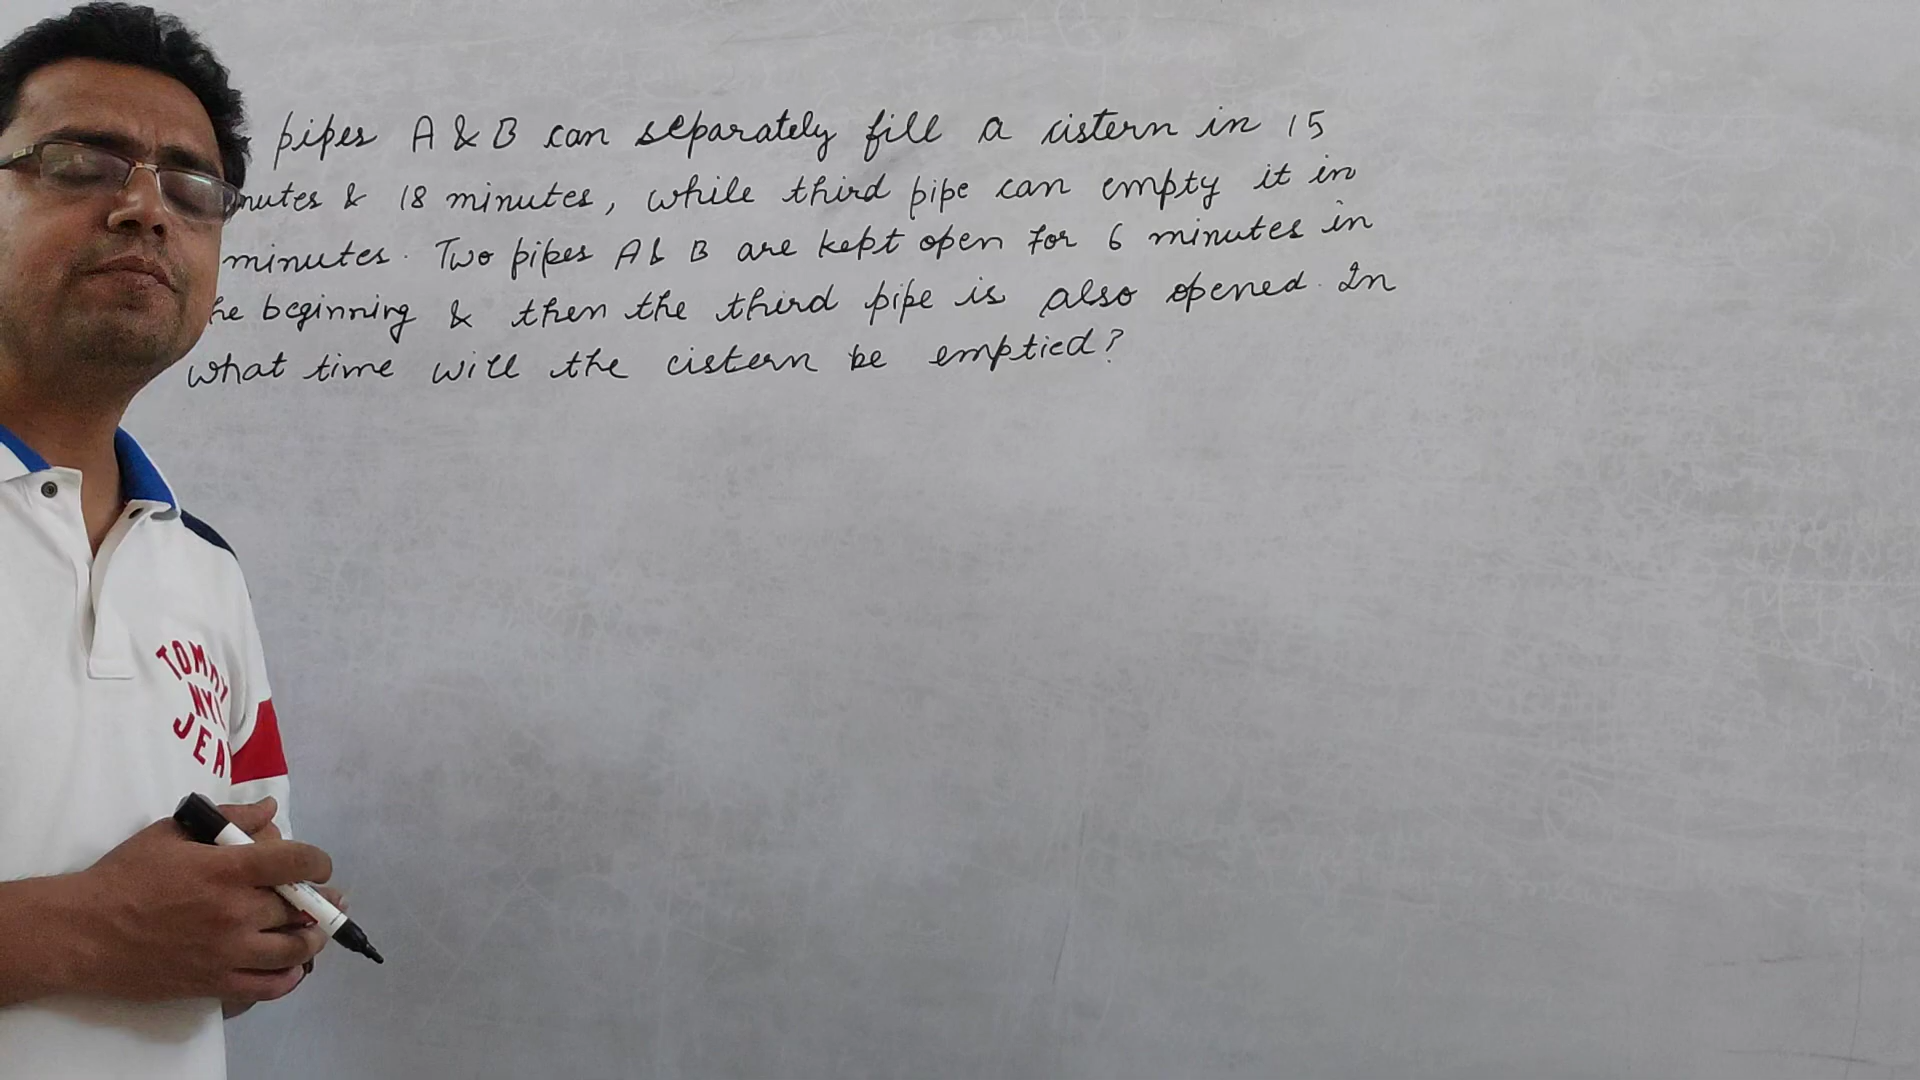 pipes A & B can separately fill a cistern in 15
nutes & 18 minutes, while third pipe can empty it in
minutes. Two pipes A & B are kept open for 6 minutes in
he beginning & then the third pipe is also opened. In
what time will the cistern be emptied?
TOMMY
NY
JEA